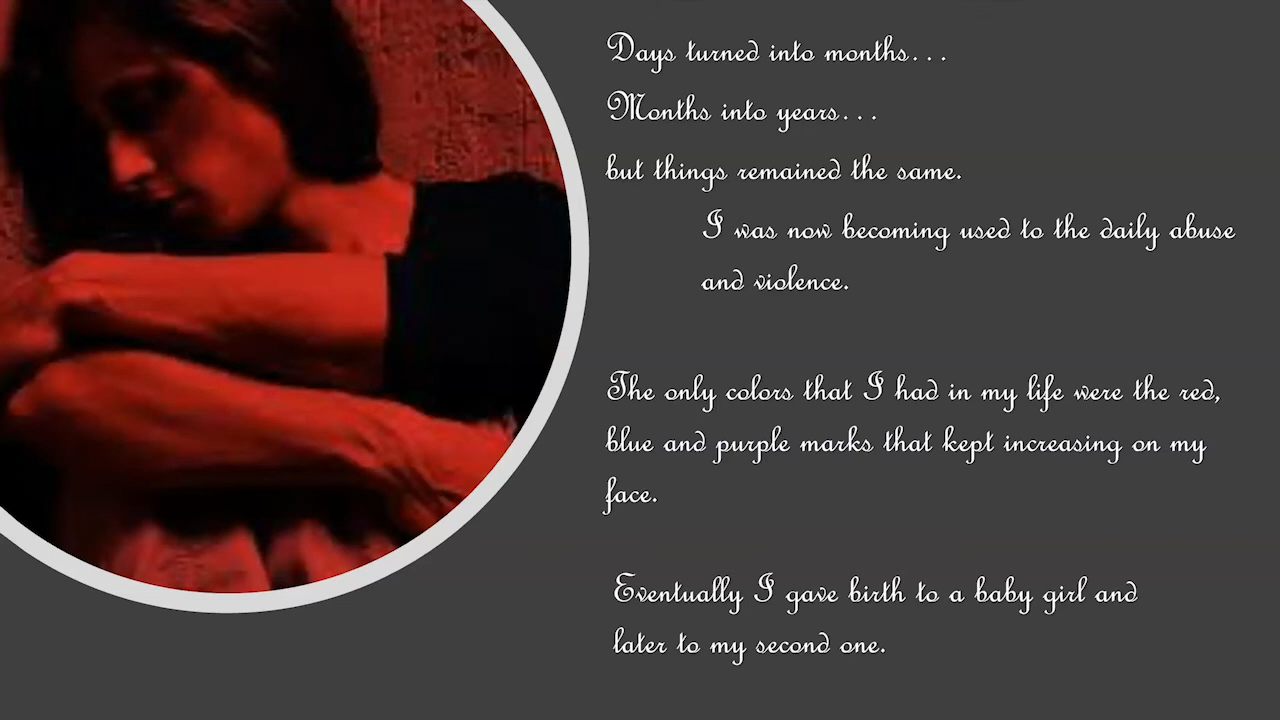 Days turned into months...
Months into years...
but things remained the same.
I was now becoming used to the daily abuse
and violence.
The only colors that I had in my life were the red,
blue and purple marks that kept increasing on my
face.
Eventually I gave birth to a baby girl and
later to my second one.